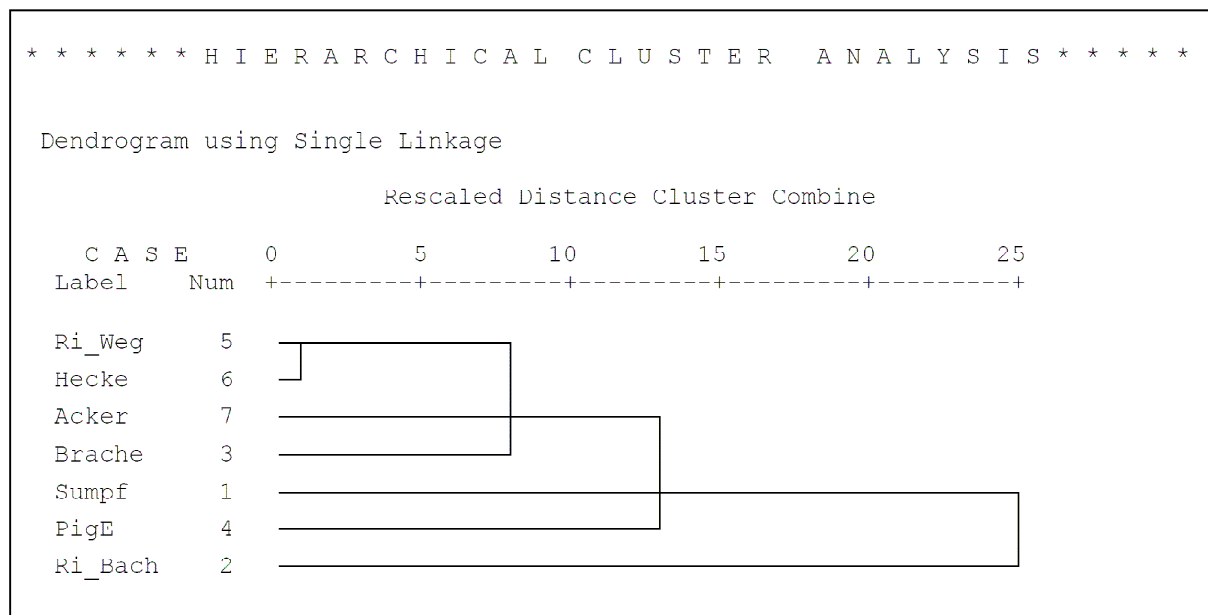 * * * * * * H I E R A R C H I C A L C L U S T E R A N A L Y S I S * * * * *
Dendrogram using Single Linkage
Rescaled Distance Cluster Combine
C A S E 0 5 10 15 20 25
Label Num +---------+---------+---------+---------+---------+
Ri_Weg 5
Hecke 6
Acker 7
Brache 3
Sumpf 1
PigE 4
Ri_Bach 2